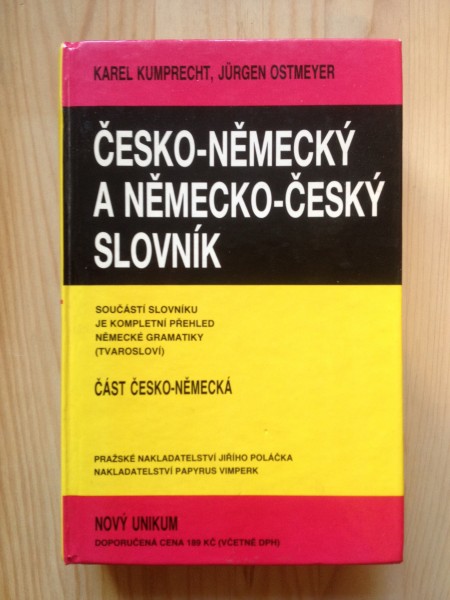 KAREL KUMPRECHT, JÜRGEN OSTMEYER
ČESKO-NĚMECKÝ
A NĚMECKO-ČESKÝ
SLOVNÍK
SOUČÁSTÍ SLOVNÍKU
JE KOMPLETNÍ PŘEHLED
NĚMECKÉ GRAMATIKY
(TVAROSLOVÍ)
ČÁST ČESKO-NĚMECKÁ
PRAŽSKÉ NAKLADATELSTVÍ JIŘÍHO POLÁČKA
NAKLADATELSTVÍ PAPYRUS VIMPERK
NOVÝ UNIKUM
DOPORUČENÁ CENA 189 KČ (VČETNĚ DPH)